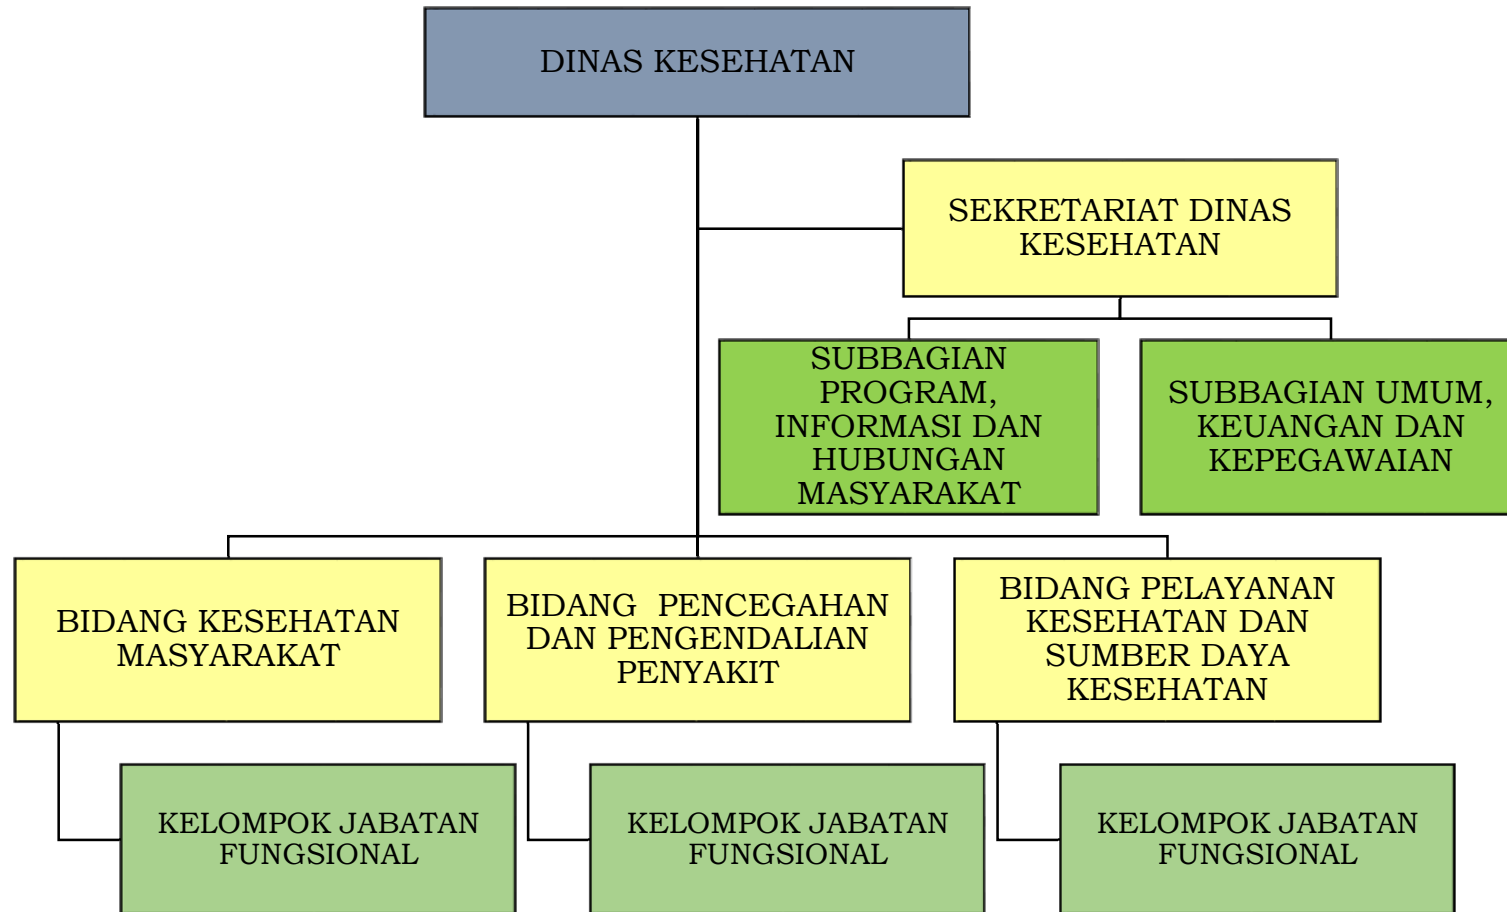 DINAS KESEHATAN
SEKRETARIAT DINAS
KESEHATAN
SUBBAGIAN
PROGRAM,
INFORMASI DAN
HUBUNGAN
MASYARAKAT
SUBBAGIAN UMUM,
KEUANGAN DAN
KEPEGAWAIAN
BIDANG KESEHATAN
MASYARAKAT
BIDANG  PENCEGAHAN
DAN PENGENDALIAN
PENYAKIT
BIDANG PELAYANAN
KESEHATAN DAN
SUMBER DAYA
KESEHATAN
KELOMPOK JABATAN
FUNGSIONAL
KELOMPOK JABATAN
FUNGSIONAL
KELOMPOK JABATAN
FUNGSIONAL